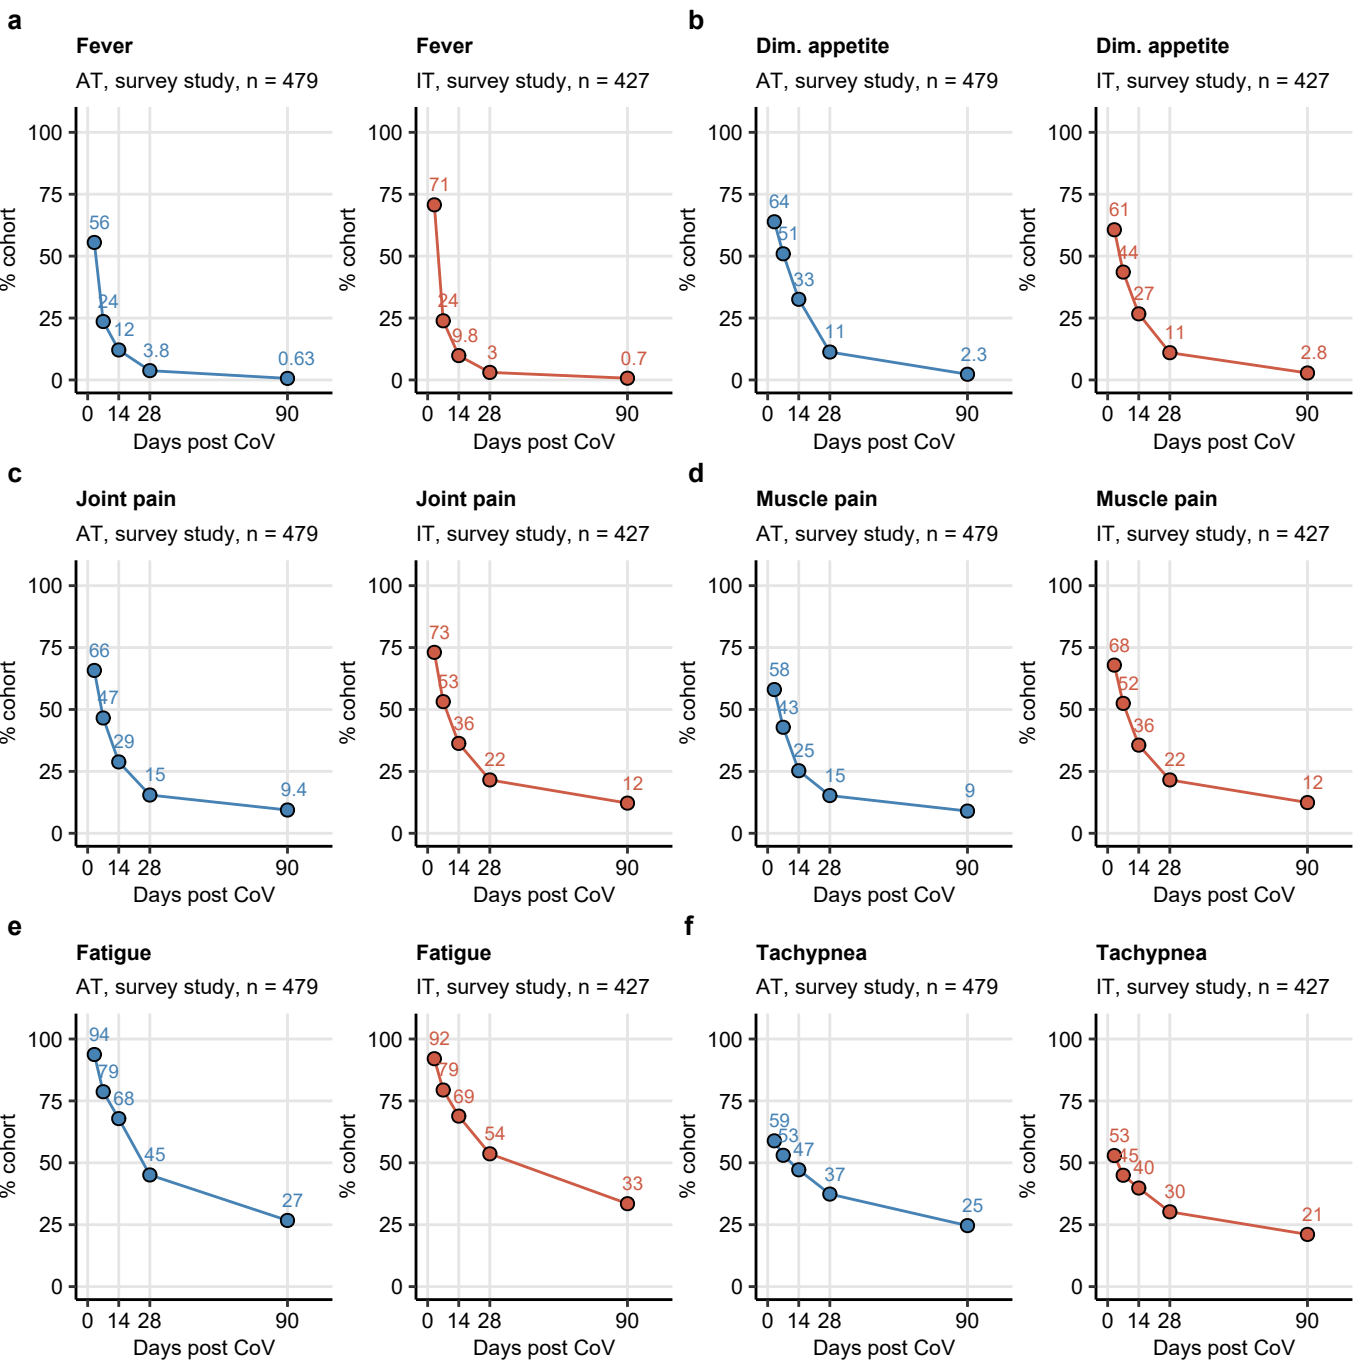 a
b
Fever
Fever
Dim. appetite
Dim. appetite
AT, survey study, n = 479
IT, survey study, n = 427
AT, survey study, n = 479
IT, survey study, n = 427
% cohort
100
75
50
25
0
56
24
12
3.8
0.63
0 14 28 90
Days post CoV
% cohort
100
75
50
25
0
71
24
9.8
3
0.7
0 14 28 90
Days post CoV
% cohort
100
75
50
25
0
64
51
33
11
2.3
0 14 28 90
Days post CoV
% cohort
100
75
50
25
0
61
44
27
11
2.8
0 14 28 90
Days post CoV
c
d
Joint pain
Joint pain
Muscle pain
Muscle pain
AT, survey study, n = 479
IT, survey study, n = 427
AT, survey study, n = 479
IT, survey study, n = 427
% cohort
100
75
50
25
0
66
47
29
15
9.4
0 14 28 90
Days post CoV
% cohort
100
75
50
25
0
73
53
36
22
12
0 14 28 90
Days post CoV
% cohort
100
75
50
25
0
58
43
25
15
9
0 14 28 90
Days post CoV
% cohort
100
75
50
25
0
68
52
36
22
12
0 14 28 90
Days post CoV
e
f
Fatigue
Fatigue
Tachypnea
Tachypnea
AT, survey study, n = 479
IT, survey study, n = 427
AT, survey study, n = 479
IT, survey study, n = 427
% cohort
100
75
50
25
0
94
79
68
45
27
0 14 28 90
Days post CoV
% cohort
100
75
50
25
0
92
79
69
54
33
0 14 28 90
Days post CoV
% cohort
100
75
50
25
0
59
53
47
37
25
0 14 28 90
Days post CoV
% cohort
100
75
50
25
0
53
45
40
30
21
0 14 28 90
Days post CoV